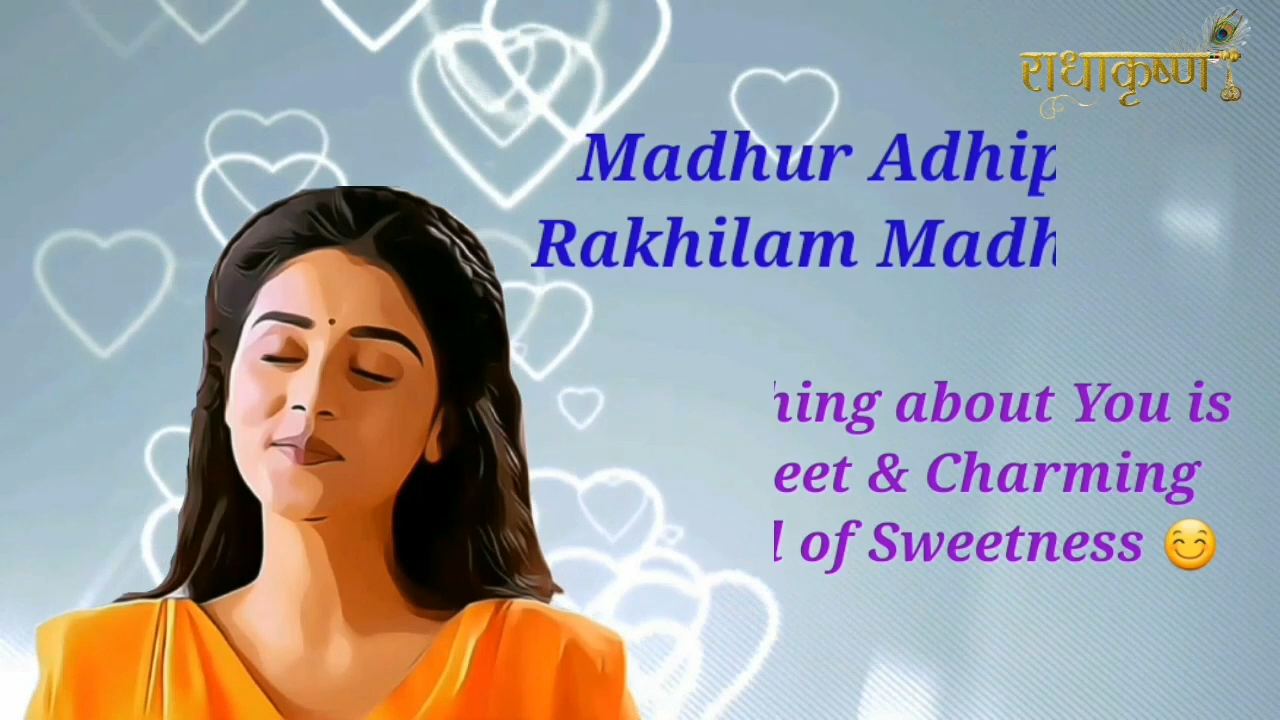 राधाकृष्ण
Madhur Adhip
Rakhilam Madh
hing about You is
eet & Charming
of Sweetness 😊